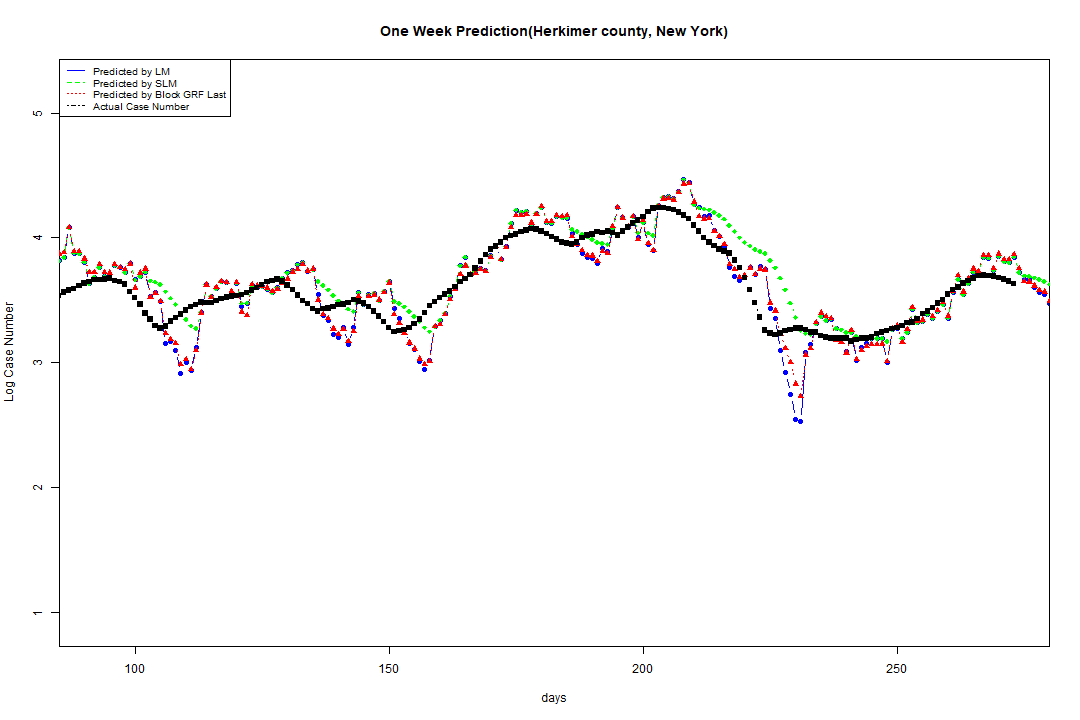 One Week Prediction(Herkimer county, New York)
Predicted by LM
Predicted by SLM
Predicted by Block GRF Last
Actual Case Number
5
4
3
2
1
Log Case Number
100 150 200 250
days